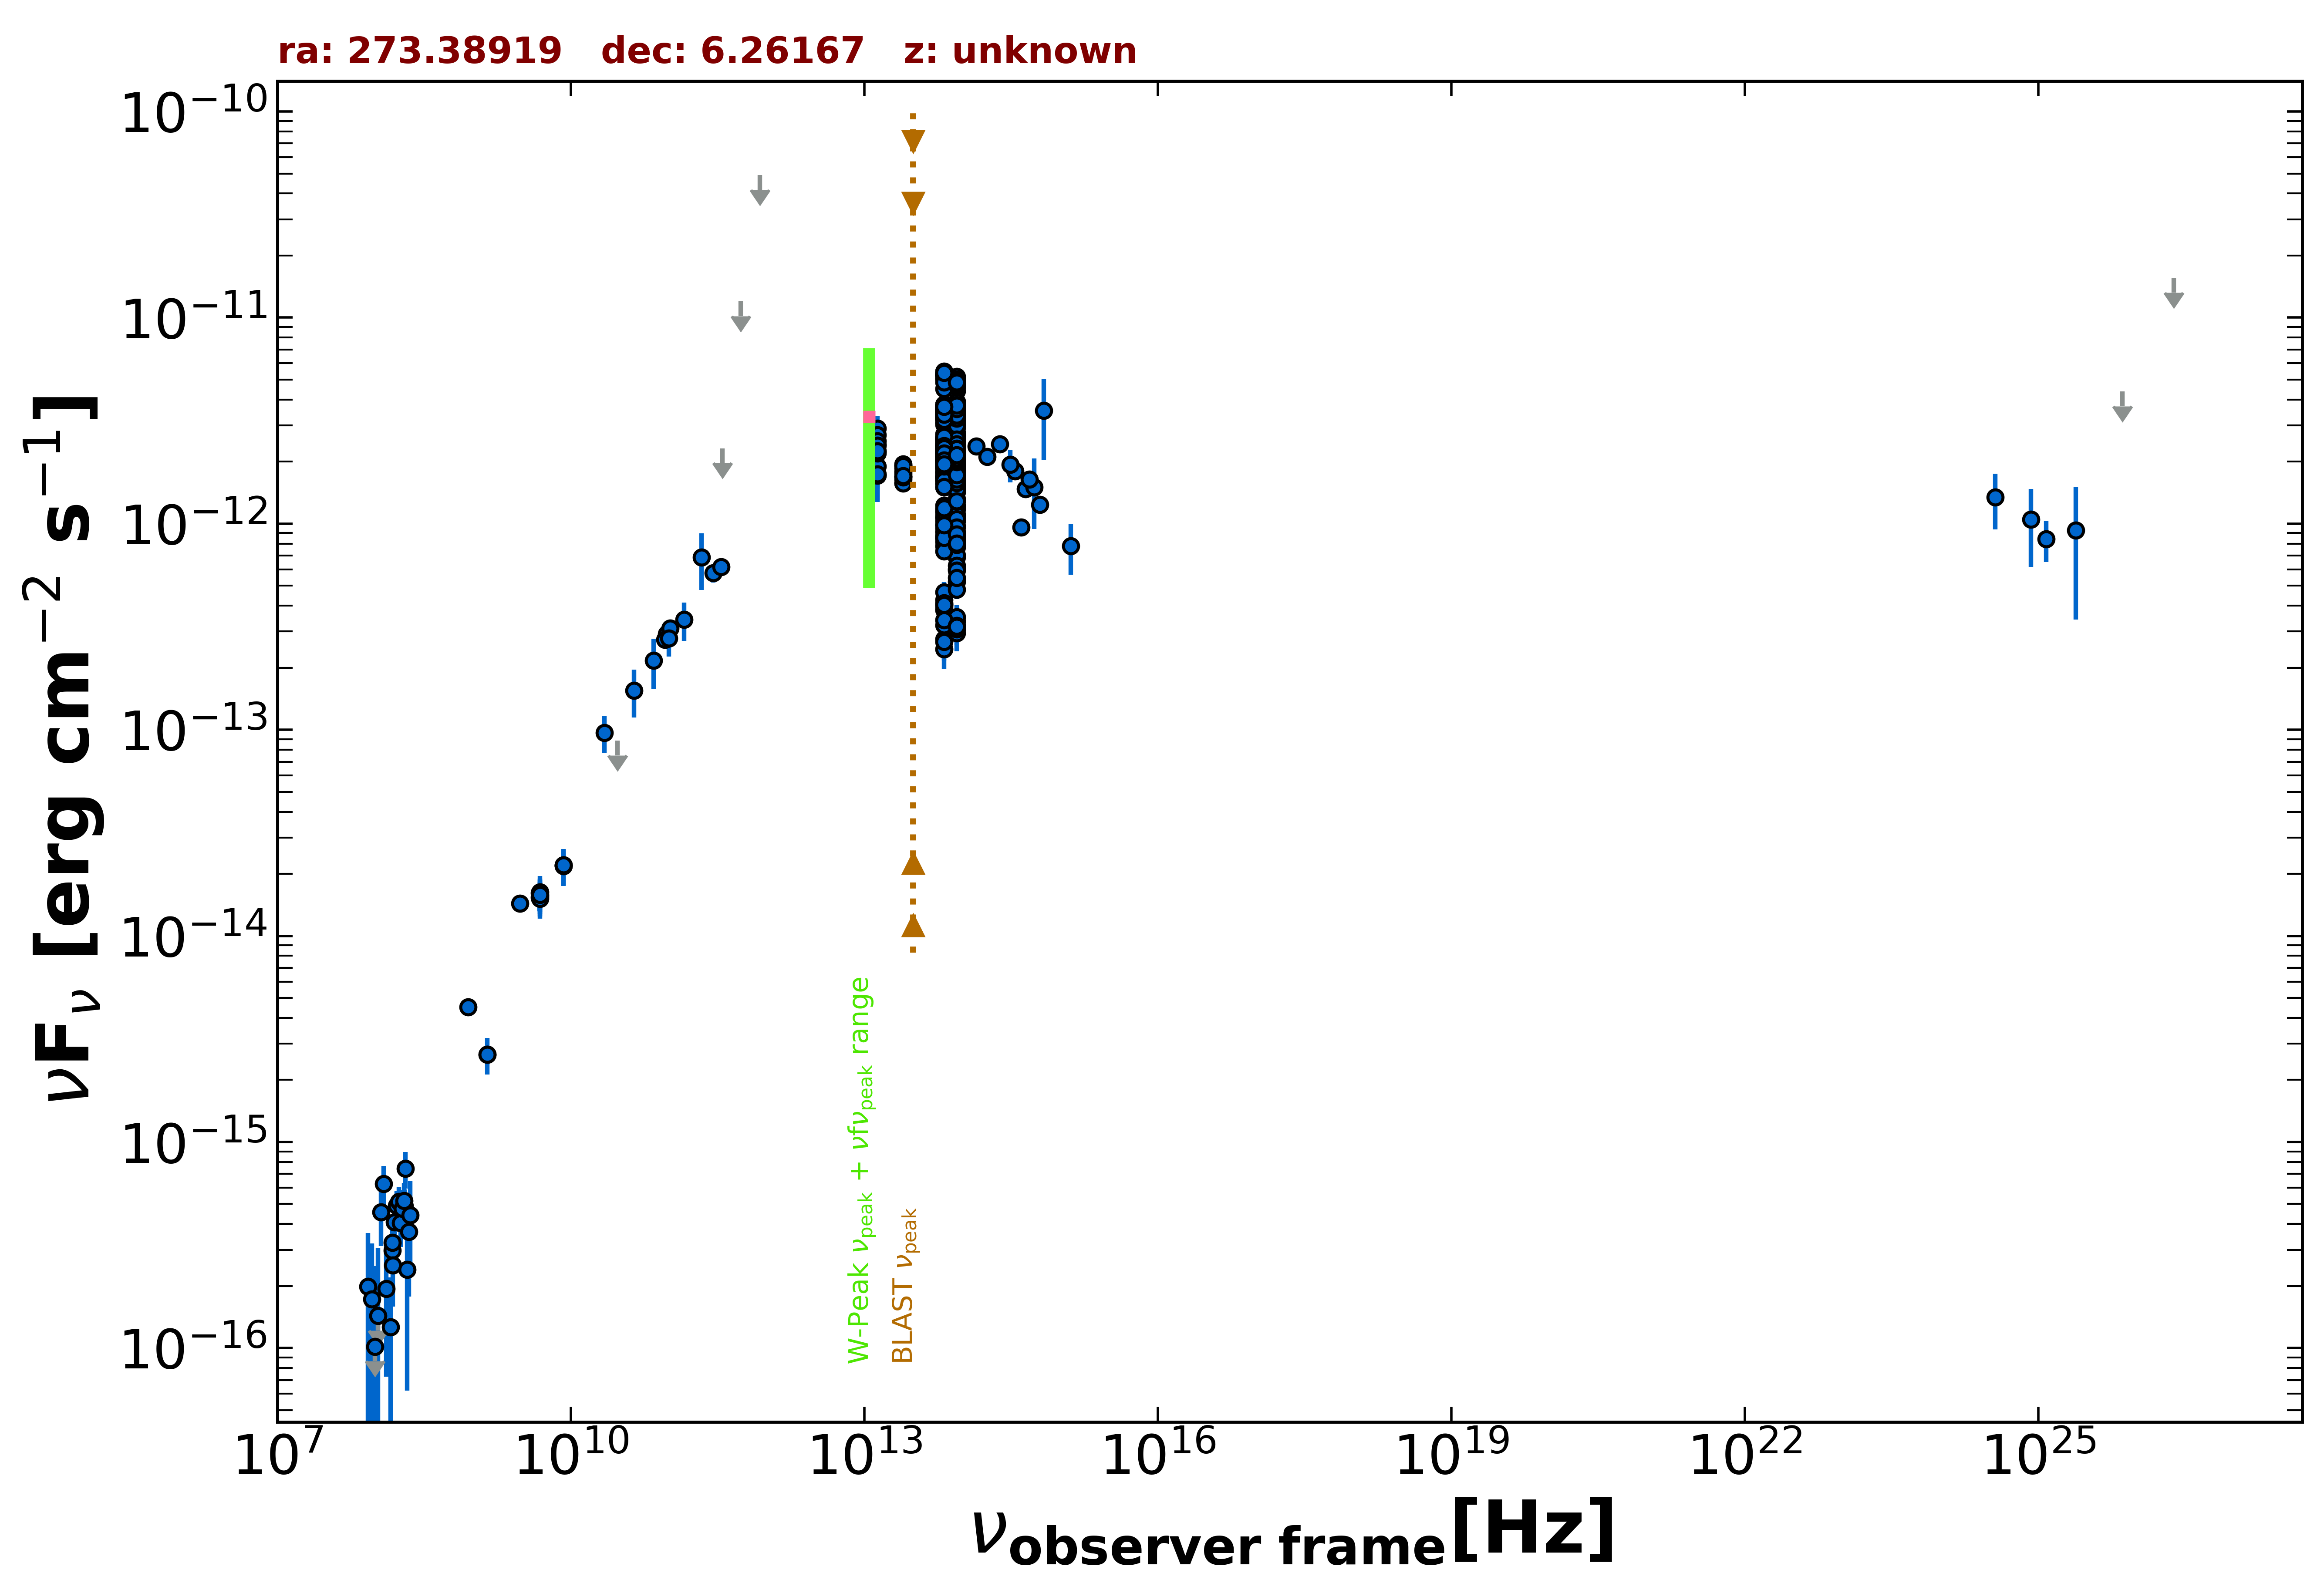 ra: 273.38919 dec: 6.26167 z: unknown
10⁻¹⁰
10⁻¹¹
10⁻¹²
10⁻¹³
10⁻¹⁴
10⁻¹⁵
10⁻¹⁶
νFν [erg cm⁻² s⁻¹]
W-Peak νpeak + νfνpeak range
BLAST νpeak
10⁷ 10¹⁰ 10¹³ 10¹⁶ 10¹⁹ 10²² 10²⁵
νobserver frame[Hz]